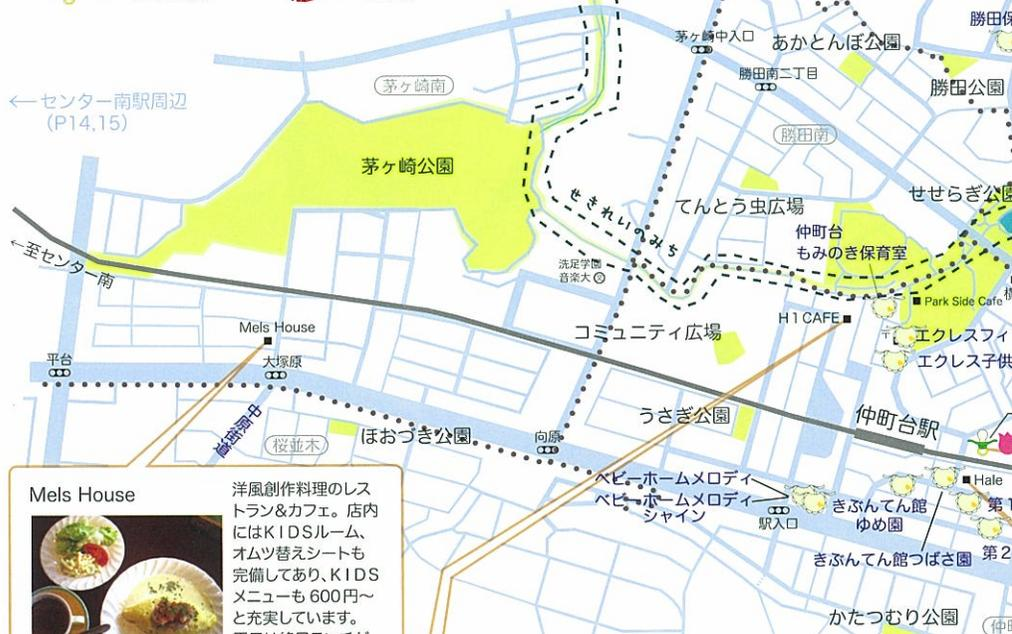 勝田保
茅ヶ崎中入口
あかとんぼ公園
勝田南二丁目
勝田公園
←センター南駅周辺
（P14,15）
茅ヶ崎南
勝田南
茅ヶ崎公園
せきれいのみち
てんとう虫広場
せせらぎ公園
仲町台
もみのき保育室
←至センター南
洗足学園
音楽大
Park Side Cafe
H1CAFE
コミュニティ広場
エクレスフィ
エクレス子供
Mels House
平台
大塚原
中原街道
桜並木
ほおづき公園
向原
うさぎ公園
仲町台駅
ベビーホームメロディ
ベビーホームメロディ
シャイン
駅入口
きぶんてん館
ゆめ園
Hale
第1
第2
きぶんてん館つばさ園
かたつむり公園
仲
Mels House
洋風創作料理のレス
トラン&カフェ。店内
にはKIDSルーム、
オムツ替えシートも
完備してあり、KIDS
メニューも600円〜
と充実しています。